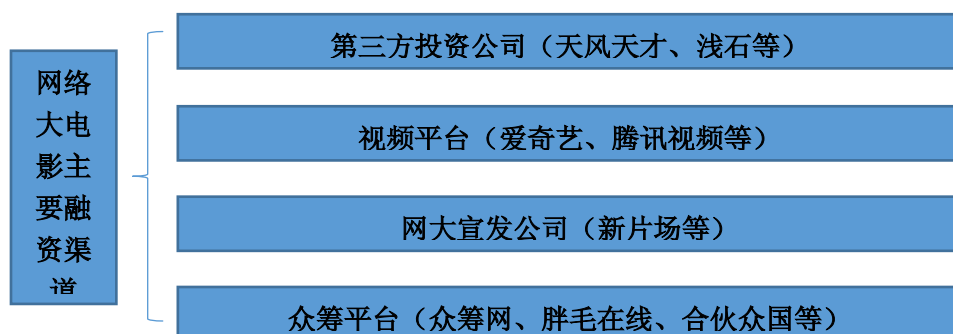 网络
大电
影主
要融
资渠
道
第三方投资公司（天风天才、浅石等）
视频平台（爱奇艺、腾讯视频等）
网大宣发公司（新片场等）
众筹平台（众筹网、胖毛在线、合伙众国等）